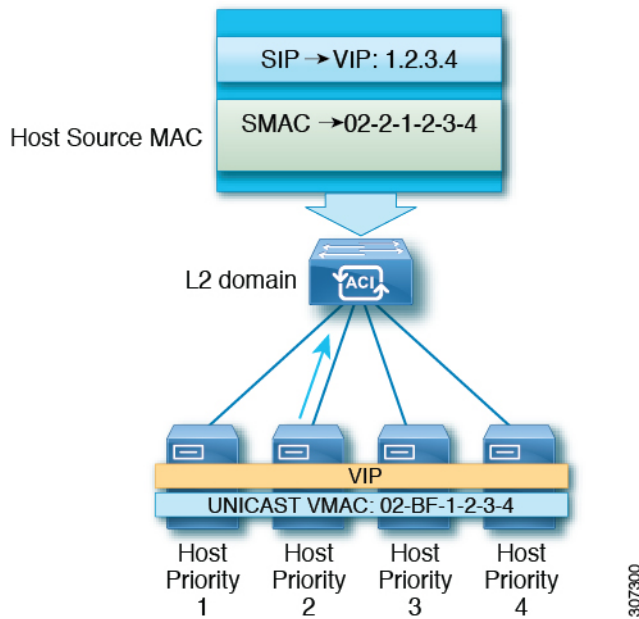 SIP → VIP: 1.2.3.4
Host Source MAC
SMAC → 02-2-1-2-3-4
L2 domain
ACI
VIP
UNICAST VMAC: 02-BF-1-2-3-4
Host Priority 1
Host Priority 2
Host Priority 3
Host Priority 4
307300